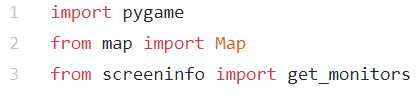 1 import pygame
2 from map import Map
3 from screeninfo import get_monitors